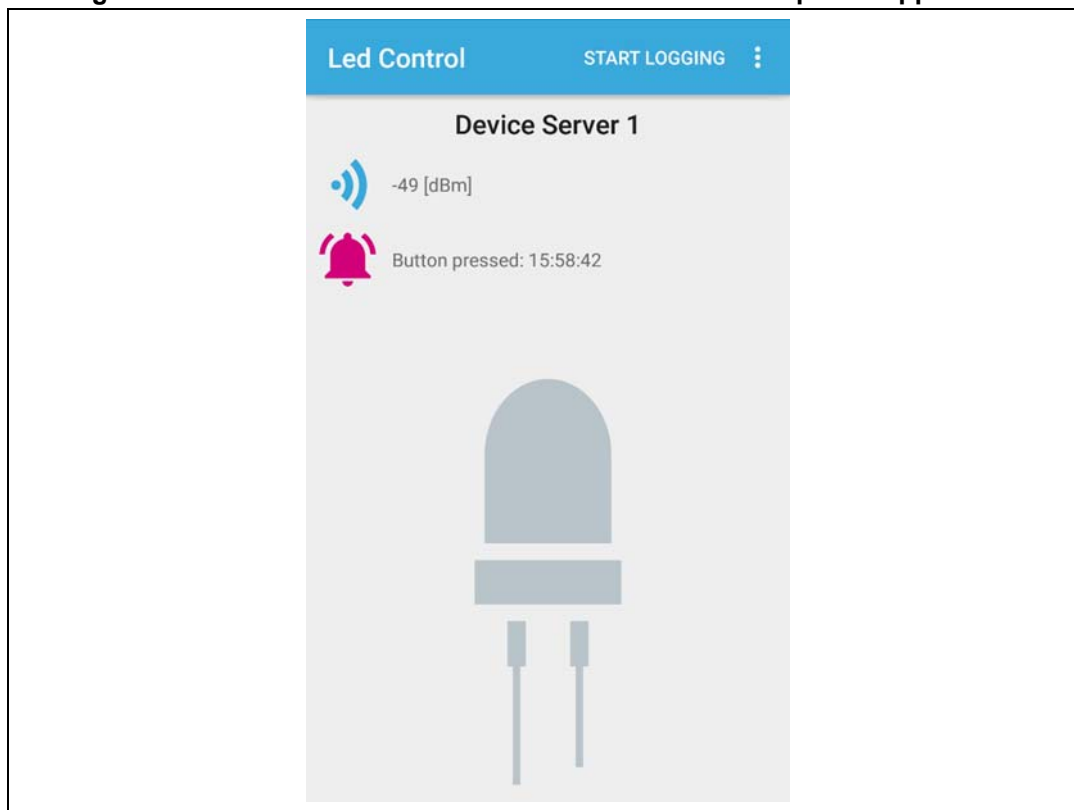 Led Control START LOGGING
Device Server 1
-49 [dBm]
Button pressed: 15:58:42